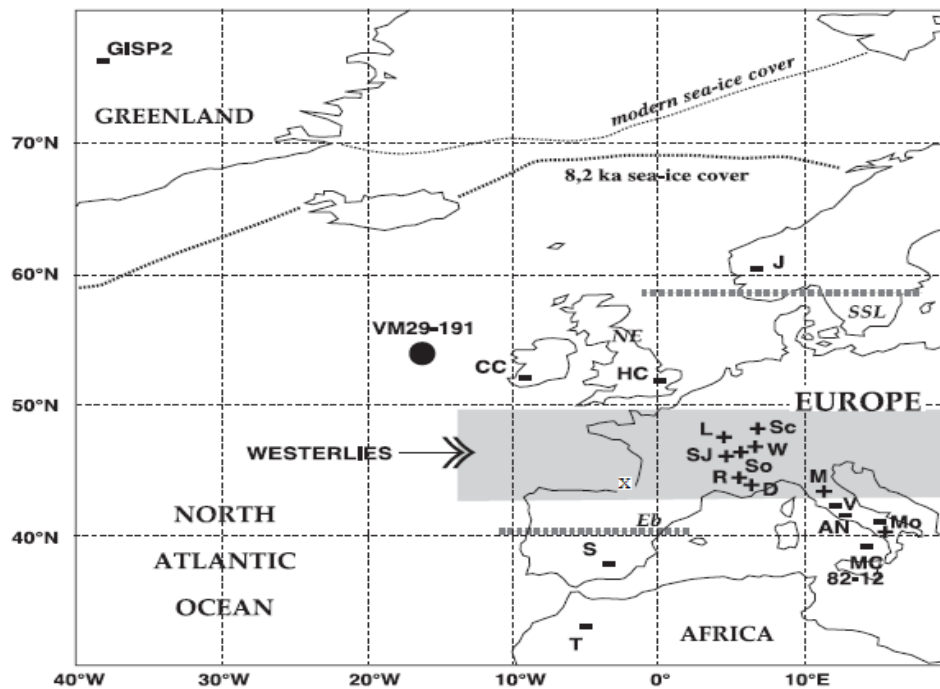 GISP2
GREENLAND
modern sea-ice cover
70°N
8,2 ka sea-ice cover
J
60°N
SSL
VM29-191
NE
CC
HC
50°N
EUROPE
L
Sc
WESTERLIES
SJ
W
So
R
D
M
X
V
NORTH
Eb
AN
Mo
40°N
S
MC
ATLANTIC
82-12
OCEAN
T
AFRICA
40°W
30°W
20°W
10°W
0°
10°E